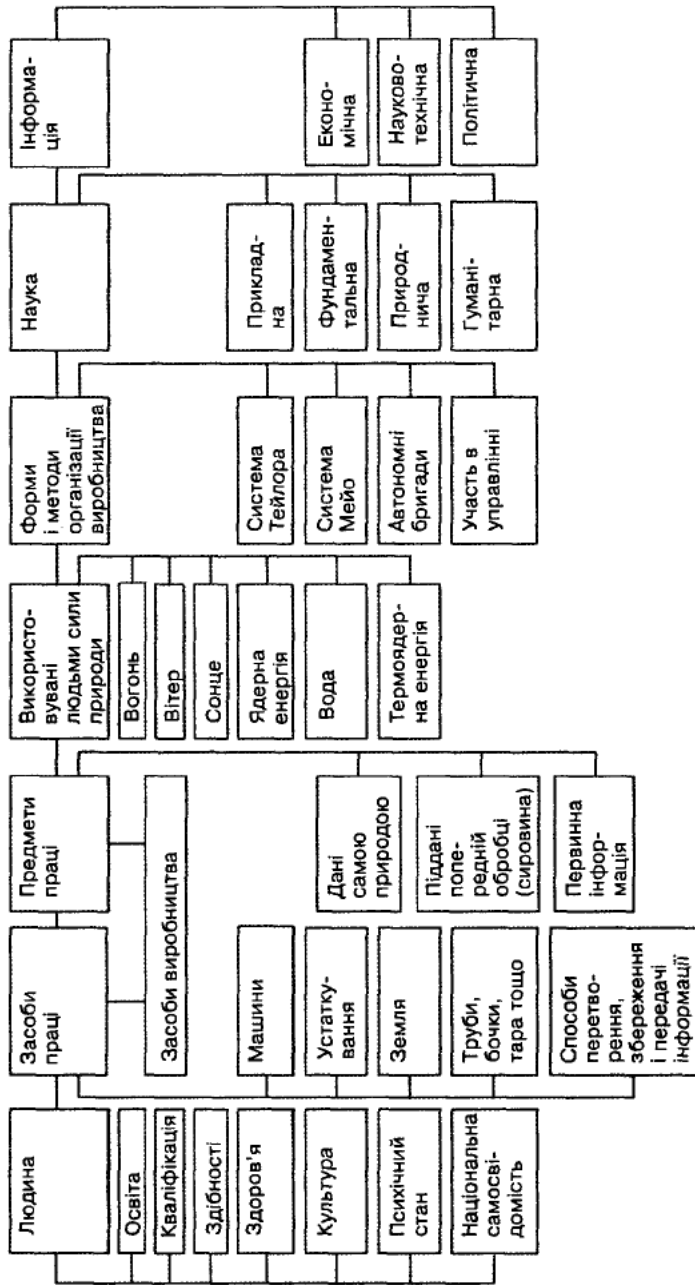 Людина
Освіта
Кваліфікація
Здібності
Здоров'я
Культура
Психічний
стан
Національна
самосві-
домість
Засоби
праці
Засоби виробництва
Машини
Устатку-
вання
Земля
Труби,
бочки,
тара тощо
Способи
перетво-
рення,
збереження
і передачі
інформації
Предмети
праці
Дані
самою
природою
Піддані
попе-
редній
обробці
(сировина)
Первинна
інфор-
мація
Використо-
вувані
людьми сили
природи
Вогонь
Вітер
Сонце
Ядерна
енергія
Вода
Термоядер-
на енергія
Форми
і методи
організації
виробництва
Система
Тейлора
Система
Мейо
Автономні
бригади
Участь в
управлінні
Наука
Приклад-
на
Фундамен-
тальна
Природ-
нича
Гумані-
тарна
Інформа-
ція
Еконо-
мічна
Науково-
технічна
Політична